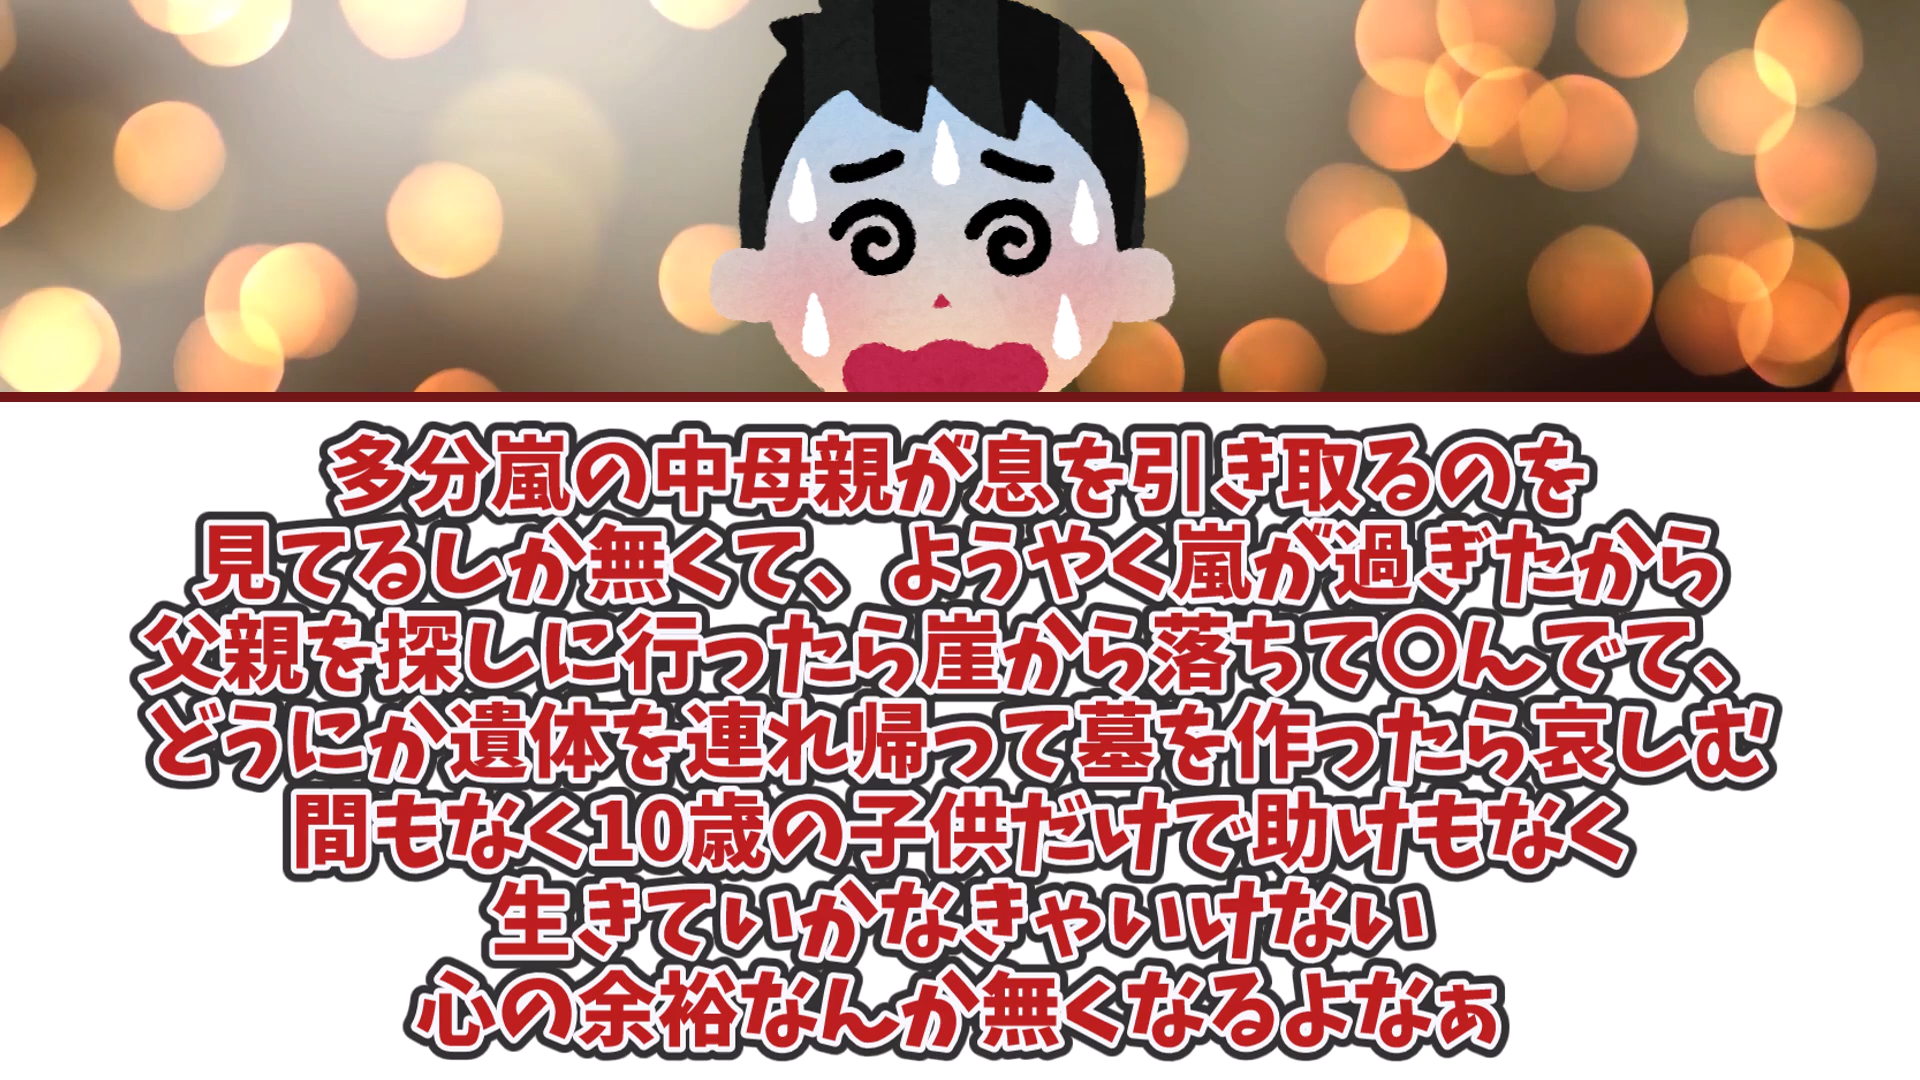 多分嵐の中母親が息を引き取るのを
見てるしか無くて、ようやく嵐が過ぎたから
父親を探しに行ったら崖から落ちて〇んでて、
どうにか遺体を連れ帰って墓を作ったら哀しむ
間もなく10歳の子供だけで助けもなく
生きていかなきゃいけない
心の余裕なんか無くなるよなぁ